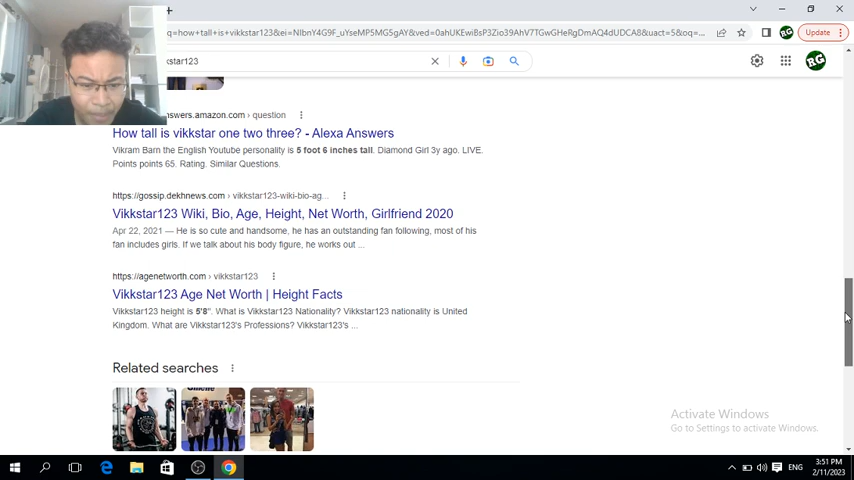 q=how+tall+is+vikkstar123&ei=NIbnY4G9F_uYseMP5MG5gAY&ved=0ahUKEwiBsP3Zio39AhV7TGwGHeRgDmAQ4dUDCA8&uact=5&oq=...
Update
kstar123
RG
nswers.amazon.com › question
How tall is vikkstar one two three? - Alexa Answers
Vikram Barn the English Youtube personality is 5 foot 6 inches tall. Diamond Girl 3y ago. LIVE.
Points points 65. Rating. Similar Questions.
https://gossip.dekhnews.com › vikkstar123-wiki-bio-ag...
Vikkstar123 Wiki, Bio, Age, Height, Net Worth, Girlfriend 2020
Apr 22, 2021 — He is so cute and handsome, he has an outstanding fan following, most of his
fan includes girls. If we talk about his body figure, he works out ...
https://agenetworth.com › vikkstar123
Vikkstar123 Age Net Worth | Height Facts
Vikkstar123 height is 5'8". What is Vikkstar123 Nationality? Vikkstar123 nationality is United
Kingdom. What are Vikkstar123's Professions? Vikkstar123's ...
Related searches
Activate Windows
Go to Settings to activate Windows.
ENG
3:51 PM
2/11/2023